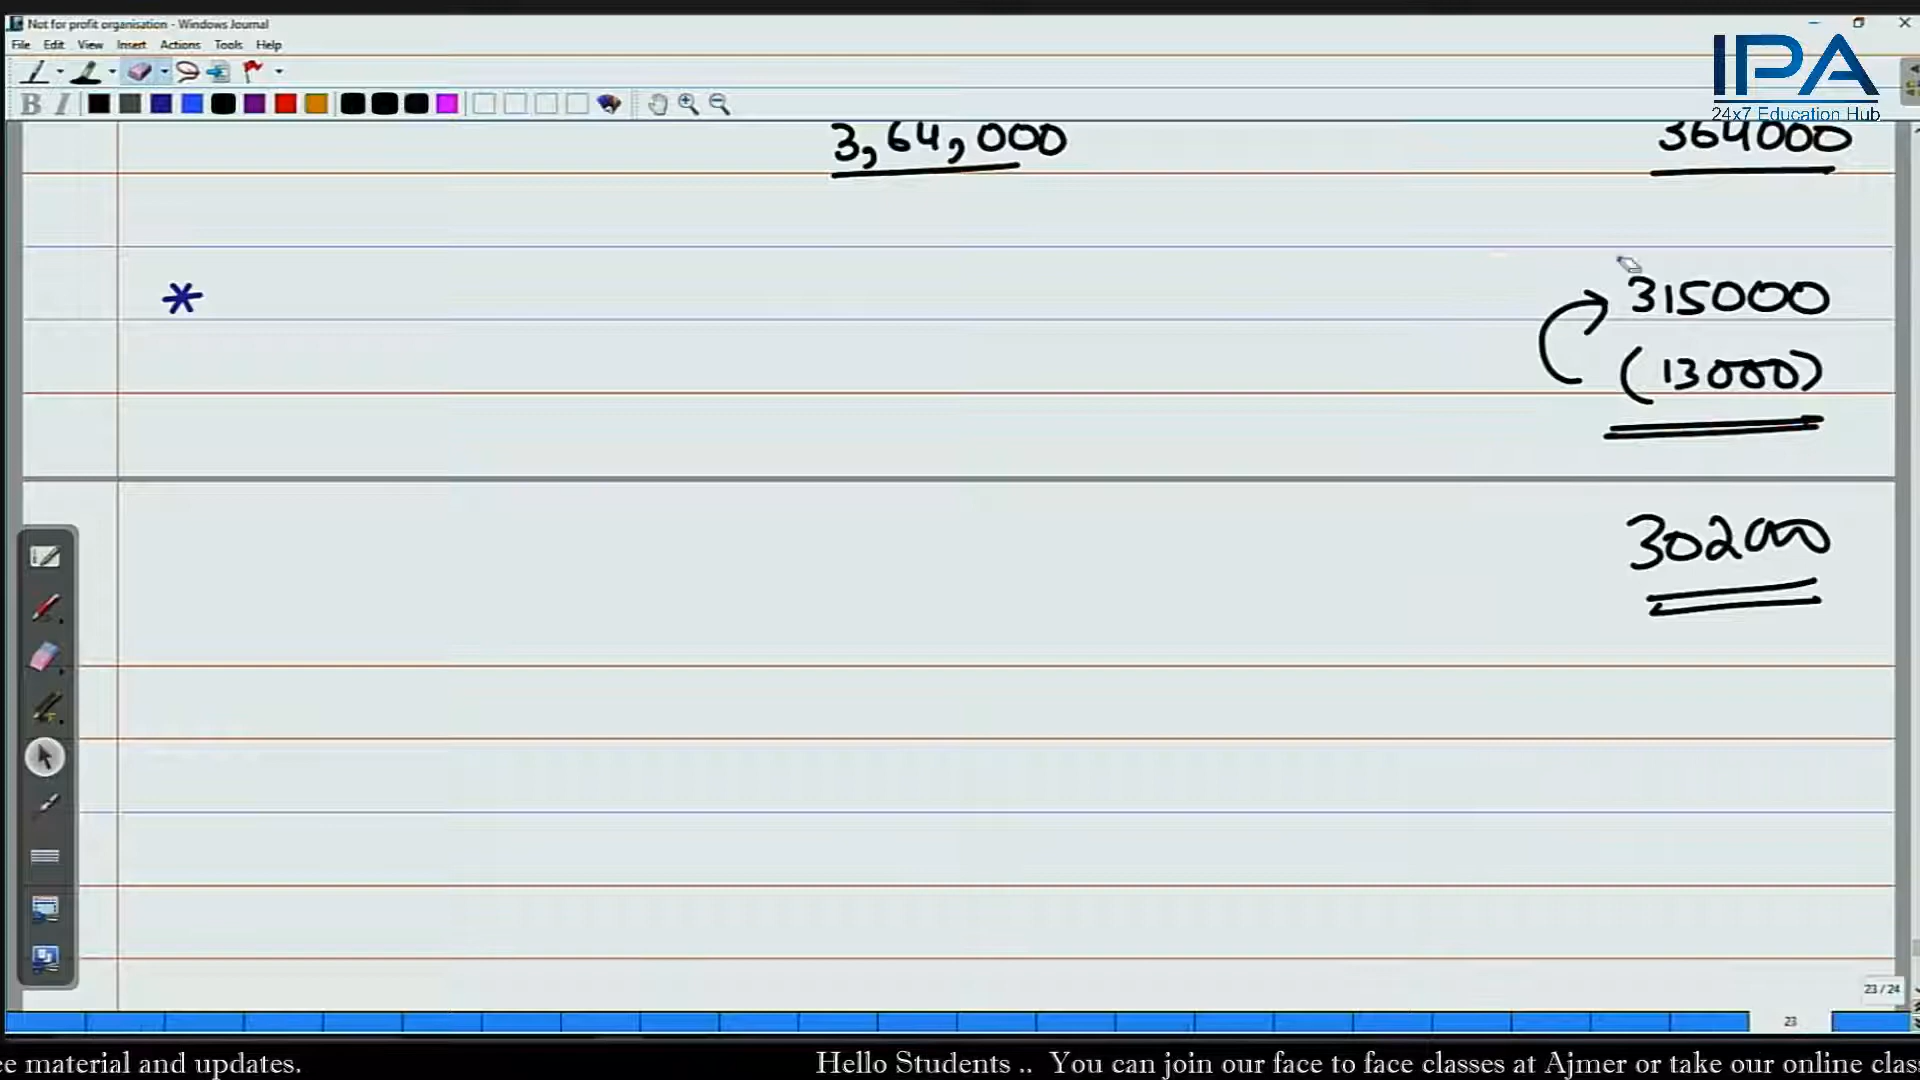 Not for profit organisation - Windows Journal
File Edit View Insert Actions Tools Help
B I
IPA
24x7 Education Hub
3,64,000 364000
* 315000
(13000)
302000
23 / 24
23
e material and updates. Hello Students .. You can join our face to face classes at Ajmer or take our online clas